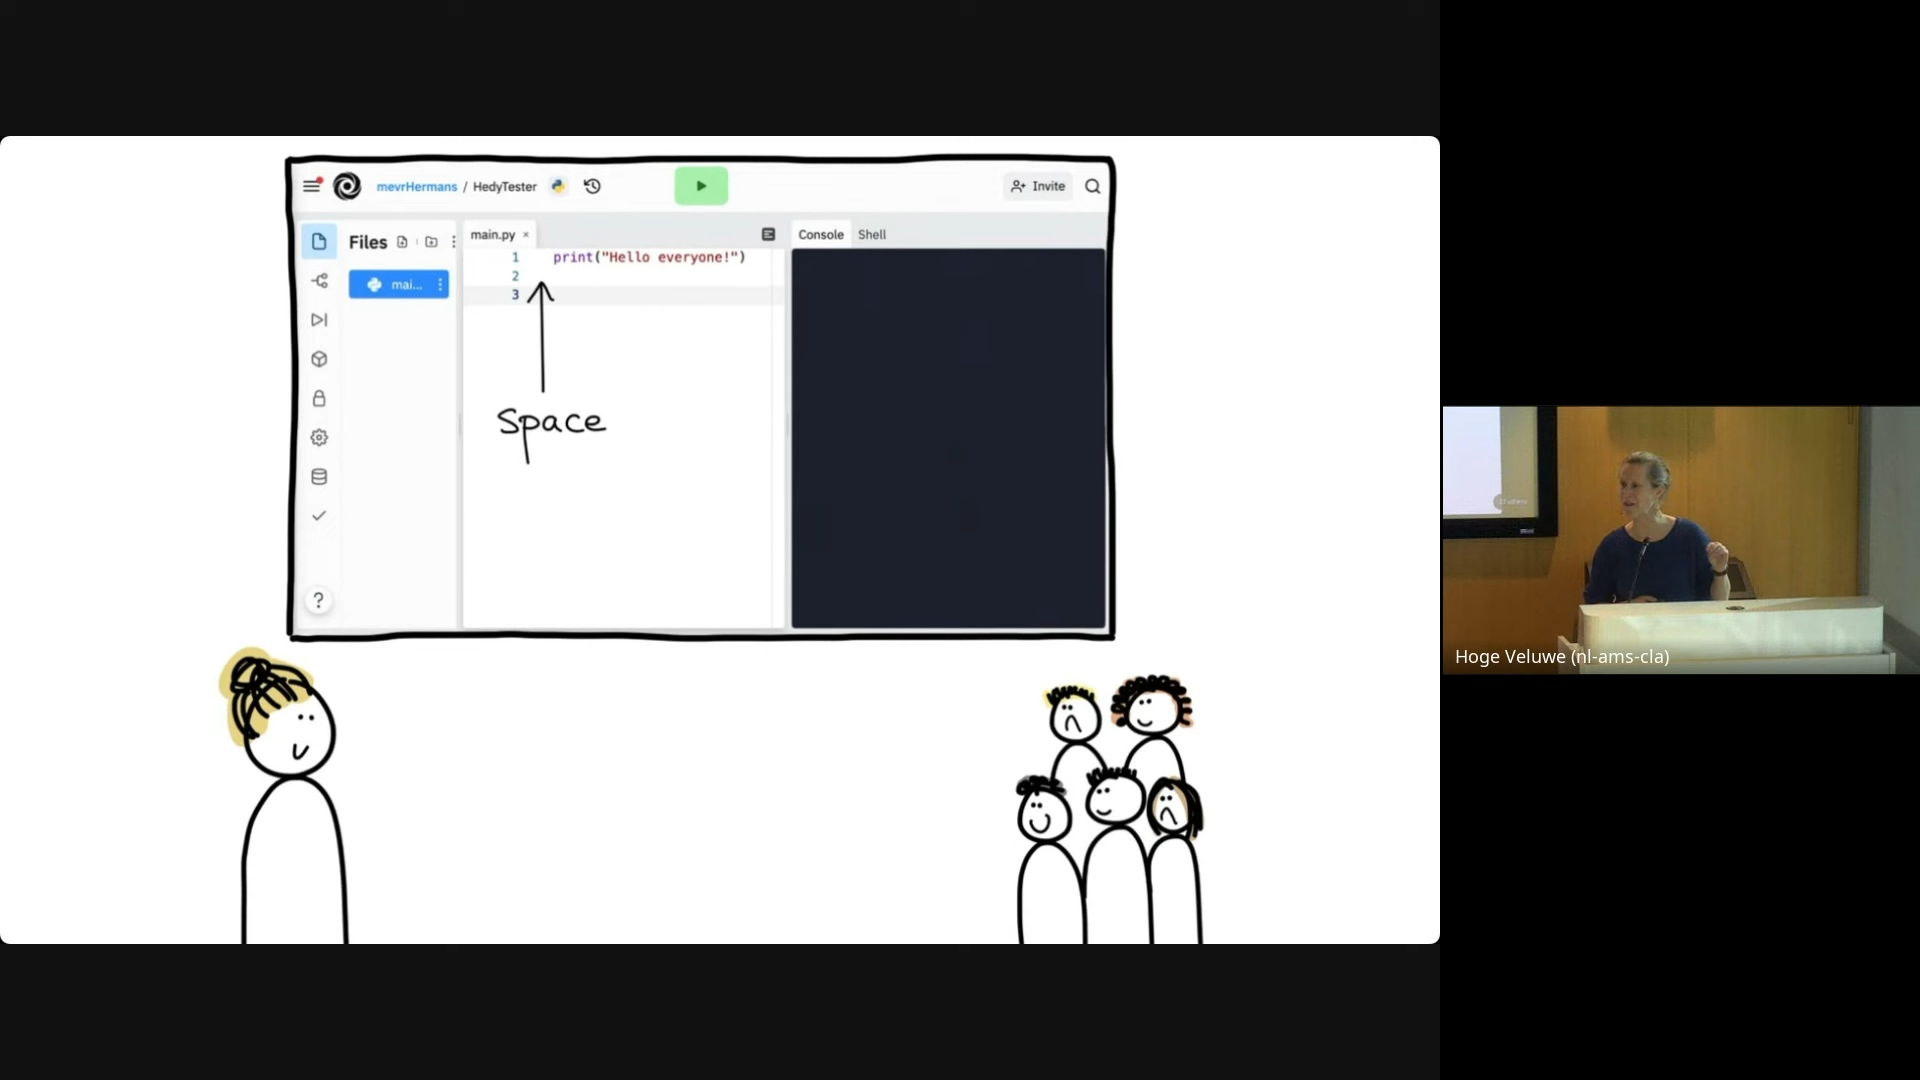 mevrHermans / HedyTester
Invite
Files
main.py ×
Console Shell
1 print("Hello everyone!")
mai...
2
3
Space
?
Hoge Veluwe (nl-ams-cla)